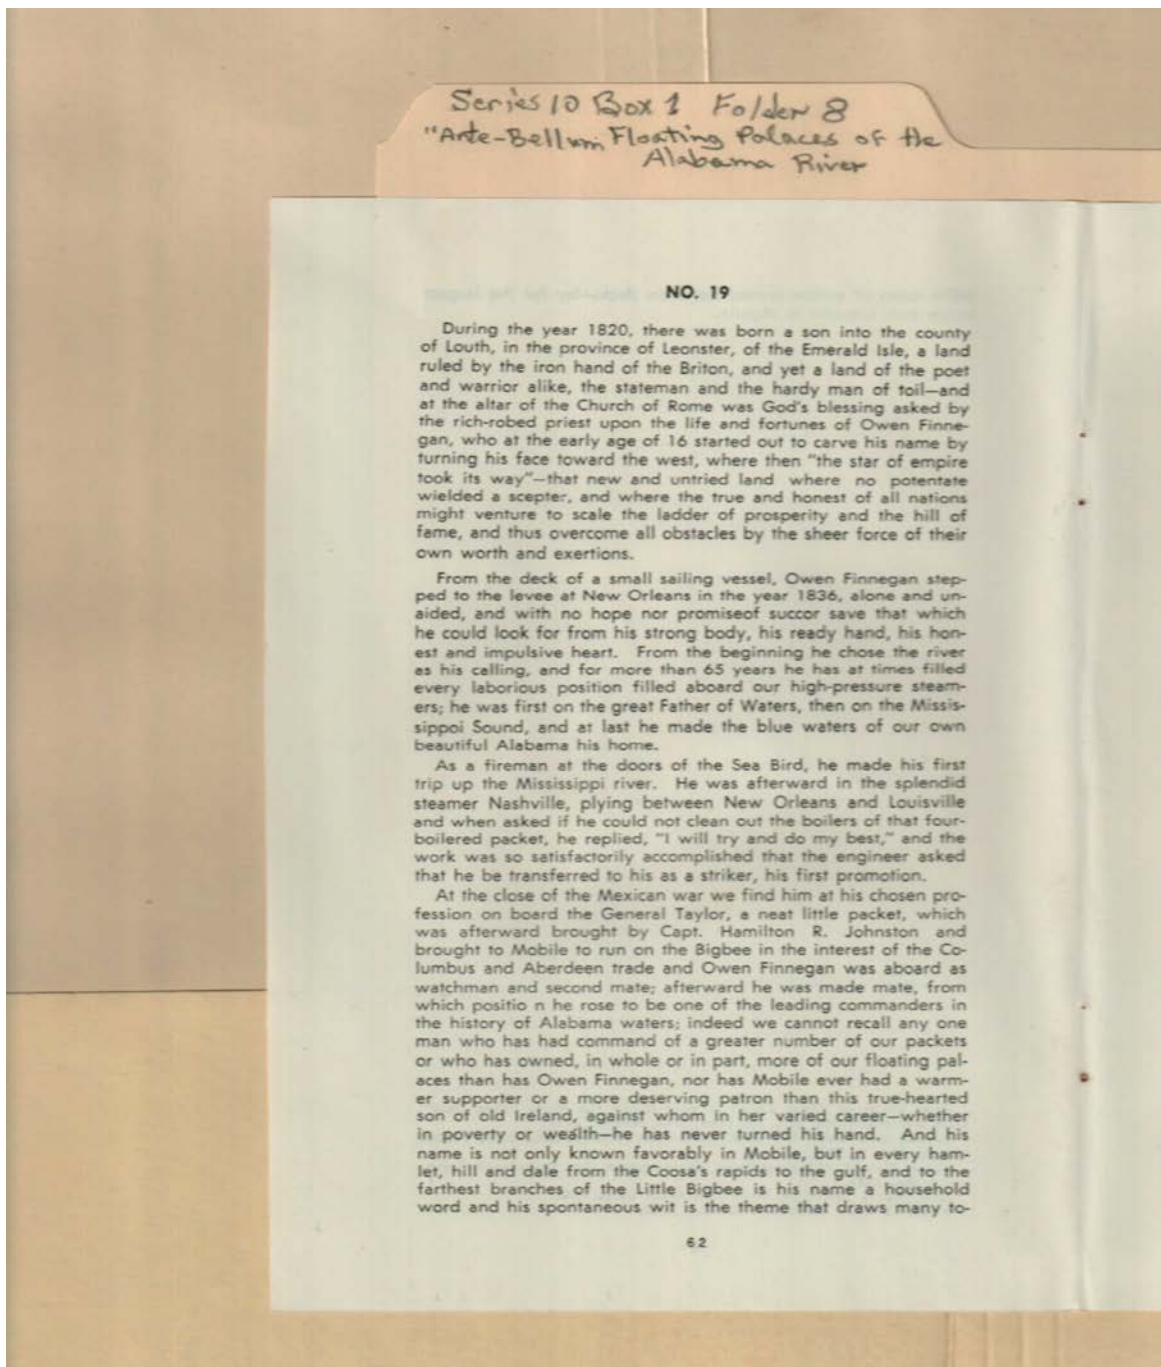 Series 10 Box 1 Folder 8
"Ante-Bellum Floating Palaces of the
Alabama River
NO. 19
During the year 1820, there was born a son into the county
of Louth, in the province of Leonster, of the Emerald Isle, a land
ruled by the iron hand of the Briton, and yet a land of the poet
and warrior alike, the stateman and the hardy man of toil—and
at the altar of the Church of Rome was God's blessing asked by
the rich-robed priest upon the life and fortunes of Owen Finne-
gan, who at the early age of 16 started out to carve his name by
turning his face toward the west, where then "the star of empire
took its way"—that new and untried land where no potentate
wielded a scepter, and where the true and honest of all nations
might venture to scale the ladder of prosperity and the hill of
fame, and thus overcome all obstacles by the sheer force of their
own worth and exertions.
From the deck of a small sailing vessel, Owen Finnegan step-
ped to the levee at New Orleans in the year 1836, alone and un-
aided, and with no hope nor promiseof succor save that which
he could look for from his strong body, his ready hand, his hon-
est and impulsive heart. From the beginning he chose the river
as his calling, and for more than 65 years he has at times filled
every laborious position filled aboard our high-pressure steam-
ers; he was first on the great Father of Waters, then on the Missis-
sippoi Sound, and at last he made the blue waters of our own
beautiful Alabama his home.
As a fireman at the doors of the Sea Bird, he made his first
trip up the Mississippi river. He was afterward in the splendid
steamer Nashville, plying between New Orleans and Louisville
and when asked if he could not clean out the boilers of that four-
boilered packet, he replied, "I will try and do my best," and the
work was so satisfactorily accomplished that the engineer asked
that he be transferred to his as a striker, his first promotion.
At the close of the Mexican war we find him at his chosen pro-
fession on board the General Taylor, a neat little packet, which
was afterward brought by Capt. Hamilton R. Johnston and
brought to Mobile to run on the Bigbee in the interest of the Co-
lumbus and Aberdeen trade and Owen Finnegan was aboard as
watchman and second mate; afterward he was made mate, from
which positio n he rose to be one of the leading commanders in
the history of Alabama waters; indeed we cannot recall any one
man who has had command of a greater number of our packets
or who has owned, in whole or in part, more of our floating pal-
aces than has Owen Finnegan, nor has Mobile ever had a warm-
er supporter or a more deserving patron than this true-hearted
son of old Ireland, against whom in her varied career—whether
in poverty or wealth—he has never turned his hand. And his
name is not only known favorably in Mobile, but in every ham-
let, hill and dale from the Coosa's rapids to the gulf, and to the
farthest branches of the Little Bigbee is his name a household
word and his spontaneous wit is the theme that draws many to-
62